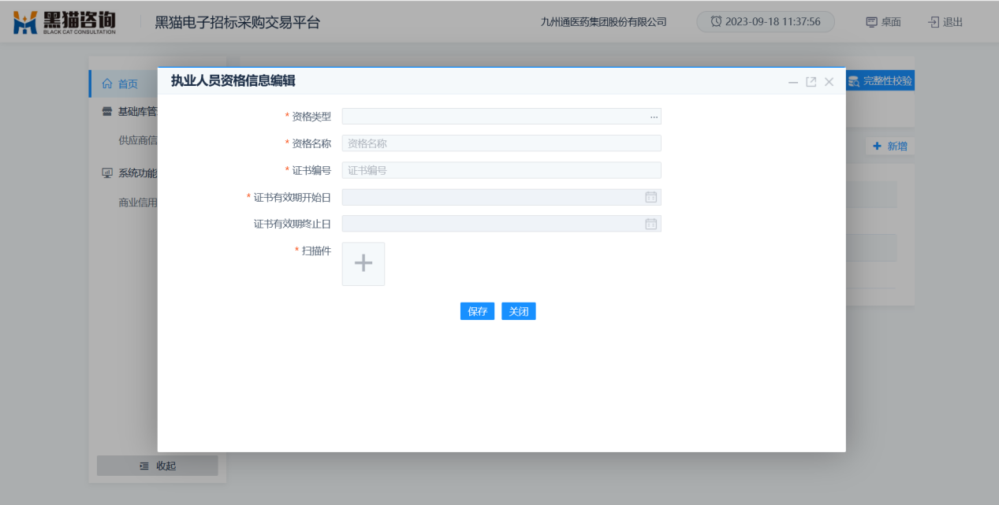 黑猫咨询
BLACK CAT CONSULTATION
黑猫电子招标采购交易平台
九州通医药集团股份有限公司
2023-09-18 11:37:56
桌面
退出
首页
基础库管
供应商信
系统功能
商业信用
收起
完整性校验
新增
执业人员资格信息编辑
* 资格类型
* 资格名称 资格名称
* 证书编号 证书编号
* 证书有效期开始日
证书有效期终止日
* 扫描件
保存 关闭